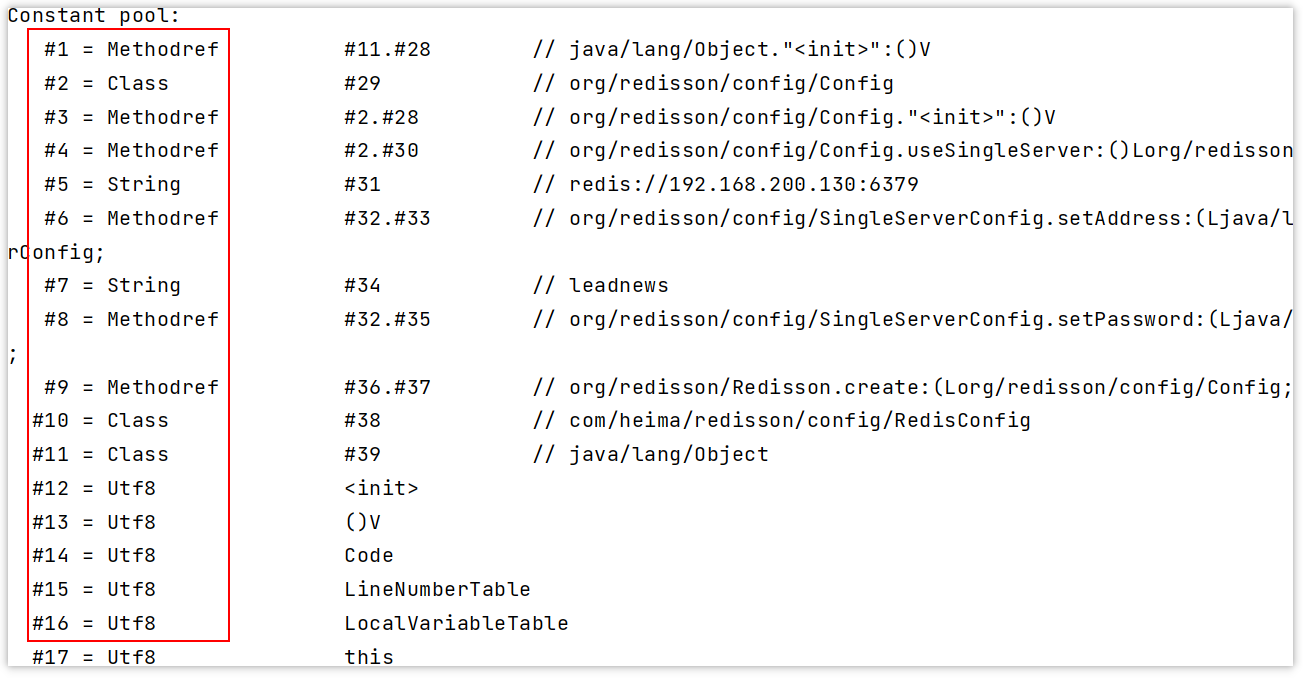 Constant pool:
#1 = Methodref #11.#28 // java/lang/Object."<init>":()V
#2 = Class #29 // org/redisson/config/Config
#3 = Methodref #2.#28 // org/redisson/config/Config."<init>":()V
#4 = Methodref #2.#30 // org/redisson/config/Config.useSingleServer:()Lorg/redisson
#5 = String #31 // redis://192.168.200.130:6379
#6 = Methodref #32.#33 // org/redisson/config/SingleServerConfig.setAddress:(Ljava/l
rConfig;
#7 = String #34 // leadnews
#8 = Methodref #32.#35 // org/redisson/config/SingleServerConfig.setPassword:(Ljava/
;
#9 = Methodref #36.#37 // org/redisson/Redisson.create:(Lorg/redisson/config/Config;
#10 = Class #38 // com/heima/redisson/config/RedisConfig
#11 = Class #39 // java/lang/Object
#12 = Utf8 <init>
#13 = Utf8 ()V
#14 = Utf8 Code
#15 = Utf8 LineNumberTable
#16 = Utf8 LocalVariableTable
#17 = Utf8 this